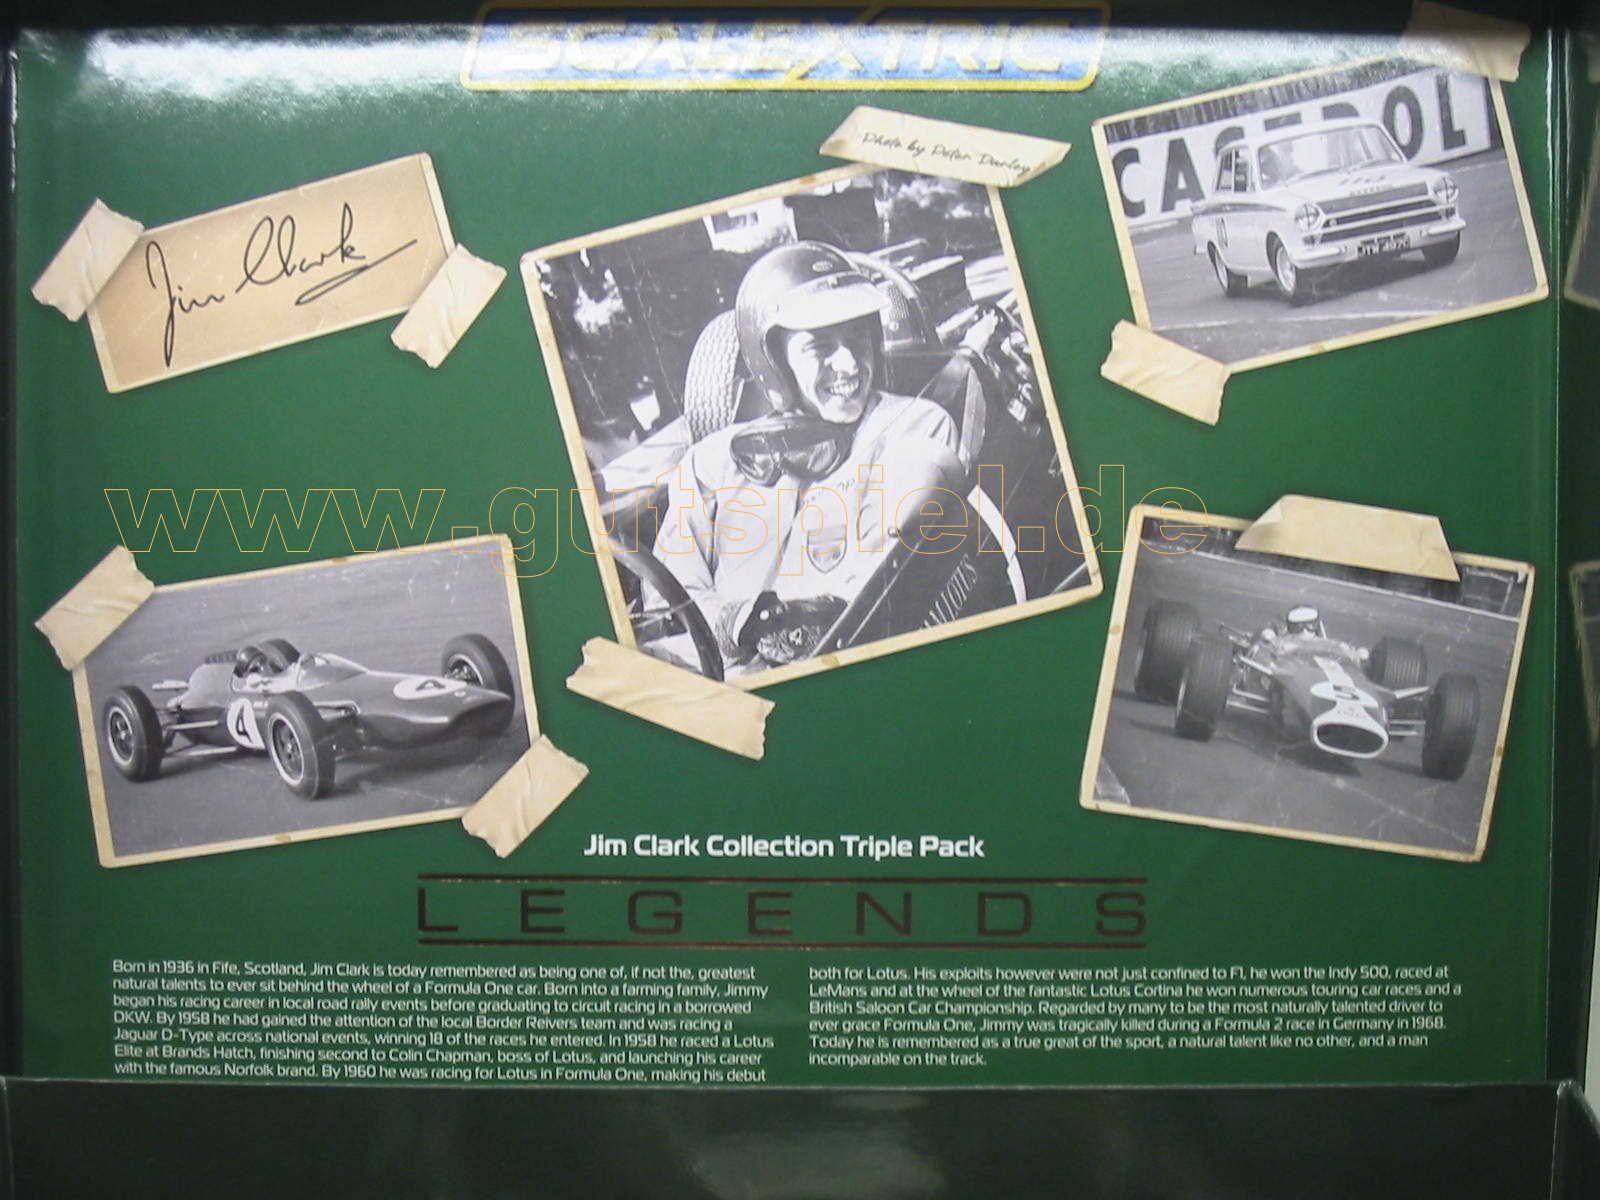 SCALEXTRIC
Photo by Peter Darley
CASTROL
Jim Clark
JTW 497C
www.gutspiel.de
4
4
5
Jim Clark Collection Triple Pack
LEGENDS
Born in 1936 in Fife, Scotland, Jim Clark is today remembered as being one of, if not the, greatest
natural talents to ever sit behind the wheel of a Formula One car. Born into a farming family, Jimmy
began his racing career in local road rally events before graduating to circuit racing in a borrowed
DKW. By 1958 he had gained the attention of the local Border Reivers team and was racing a
Jaguar D-Type across national events, winning 18 of the races he entered. In 1958 he raced a Lotus
Elite at Brands Hatch, finishing second to Colin Chapman, boss of Lotus, and launching his career
with the famous Norfolk brand. By 1960 he was racing for Lotus in Formula One, making his debut
both for Lotus. His exploits however were not just confined to F1, he won the Indy 500, raced at
LeMans and at the wheel of the fantastic Lotus Cortina he won numerous touring car races and a
British Saloon Car Championship. Regarded by many to be the most naturally talented driver to
ever grace Formula One, Jimmy was tragically killed during a Formula 2 race in Germany in 1968.
Today he is remembered as a true great of the sport, a natural talent like no other, and a man
incomparable on the track.